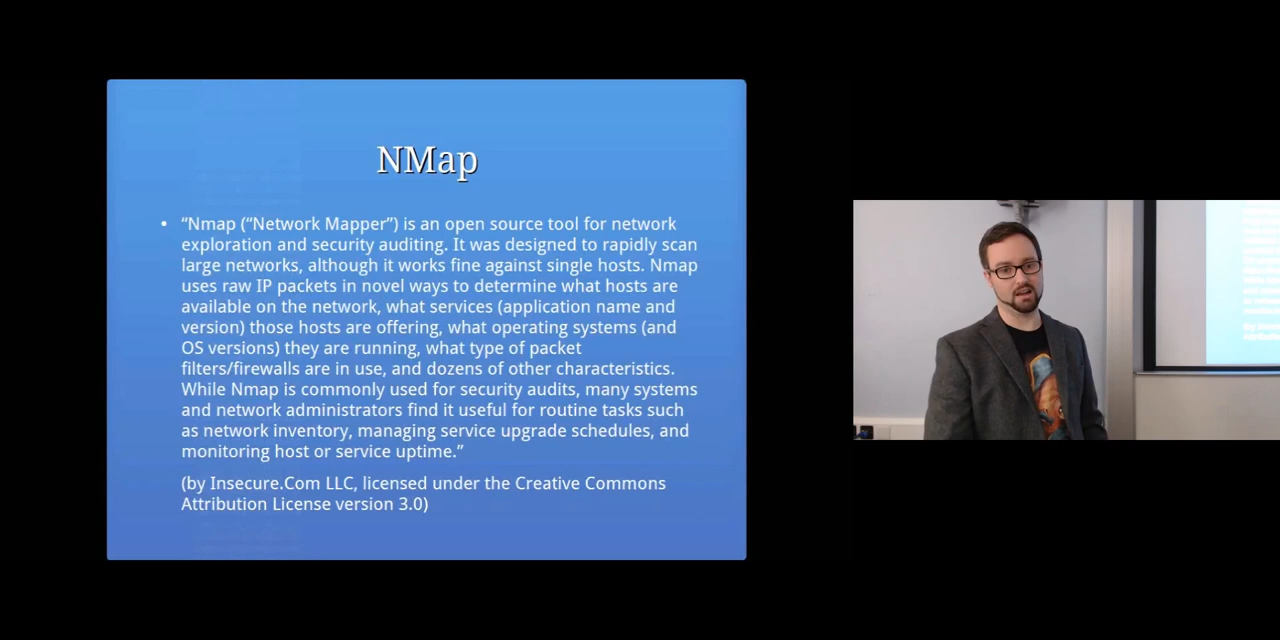 NMap
• “Nmap (“Network Mapper”) is an open source tool for network
exploration and security auditing. It was designed to rapidly scan
large networks, although it works fine against single hosts. Nmap
uses raw IP packets in novel ways to determine what hosts are
available on the network, what services (application name and
version) those hosts are offering, what operating systems (and
OS versions) they are running, what type of packet
filters/firewalls are in use, and dozens of other characteristics.
While Nmap is commonly used for security audits, many systems
and network administrators find it useful for routine tasks such
as network inventory, managing service upgrade schedules, and
monitoring host or service uptime.”
(by Insecure.Com LLC, licensed under the Creative Commons
Attribution License version 3.0)